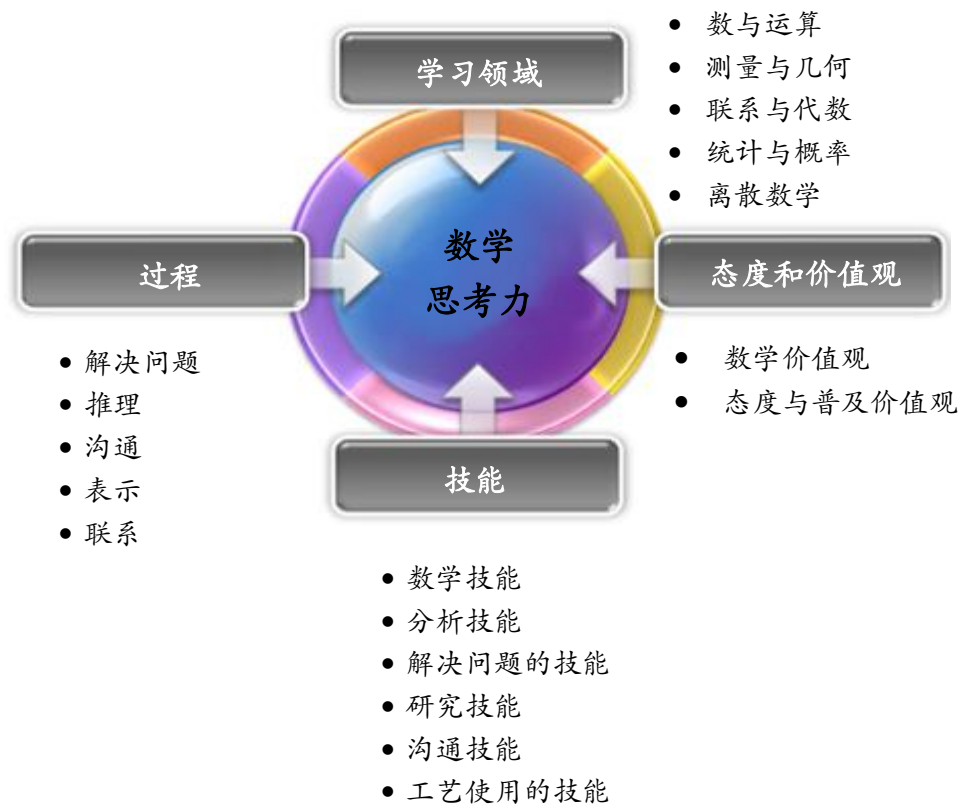 学习领域
• 数与运算
• 测量与几何
• 联系与代数
• 统计与概率
• 离散数学
数学
思考力
过程
• 解决问题
• 推理
• 沟通
• 表示
• 联系
态度和价值观
• 数学价值观
• 态度与普及价值观
技能
• 数学技能
• 分析技能
• 解决问题的技能
• 研究技能
• 沟通技能
• 工艺使用的技能